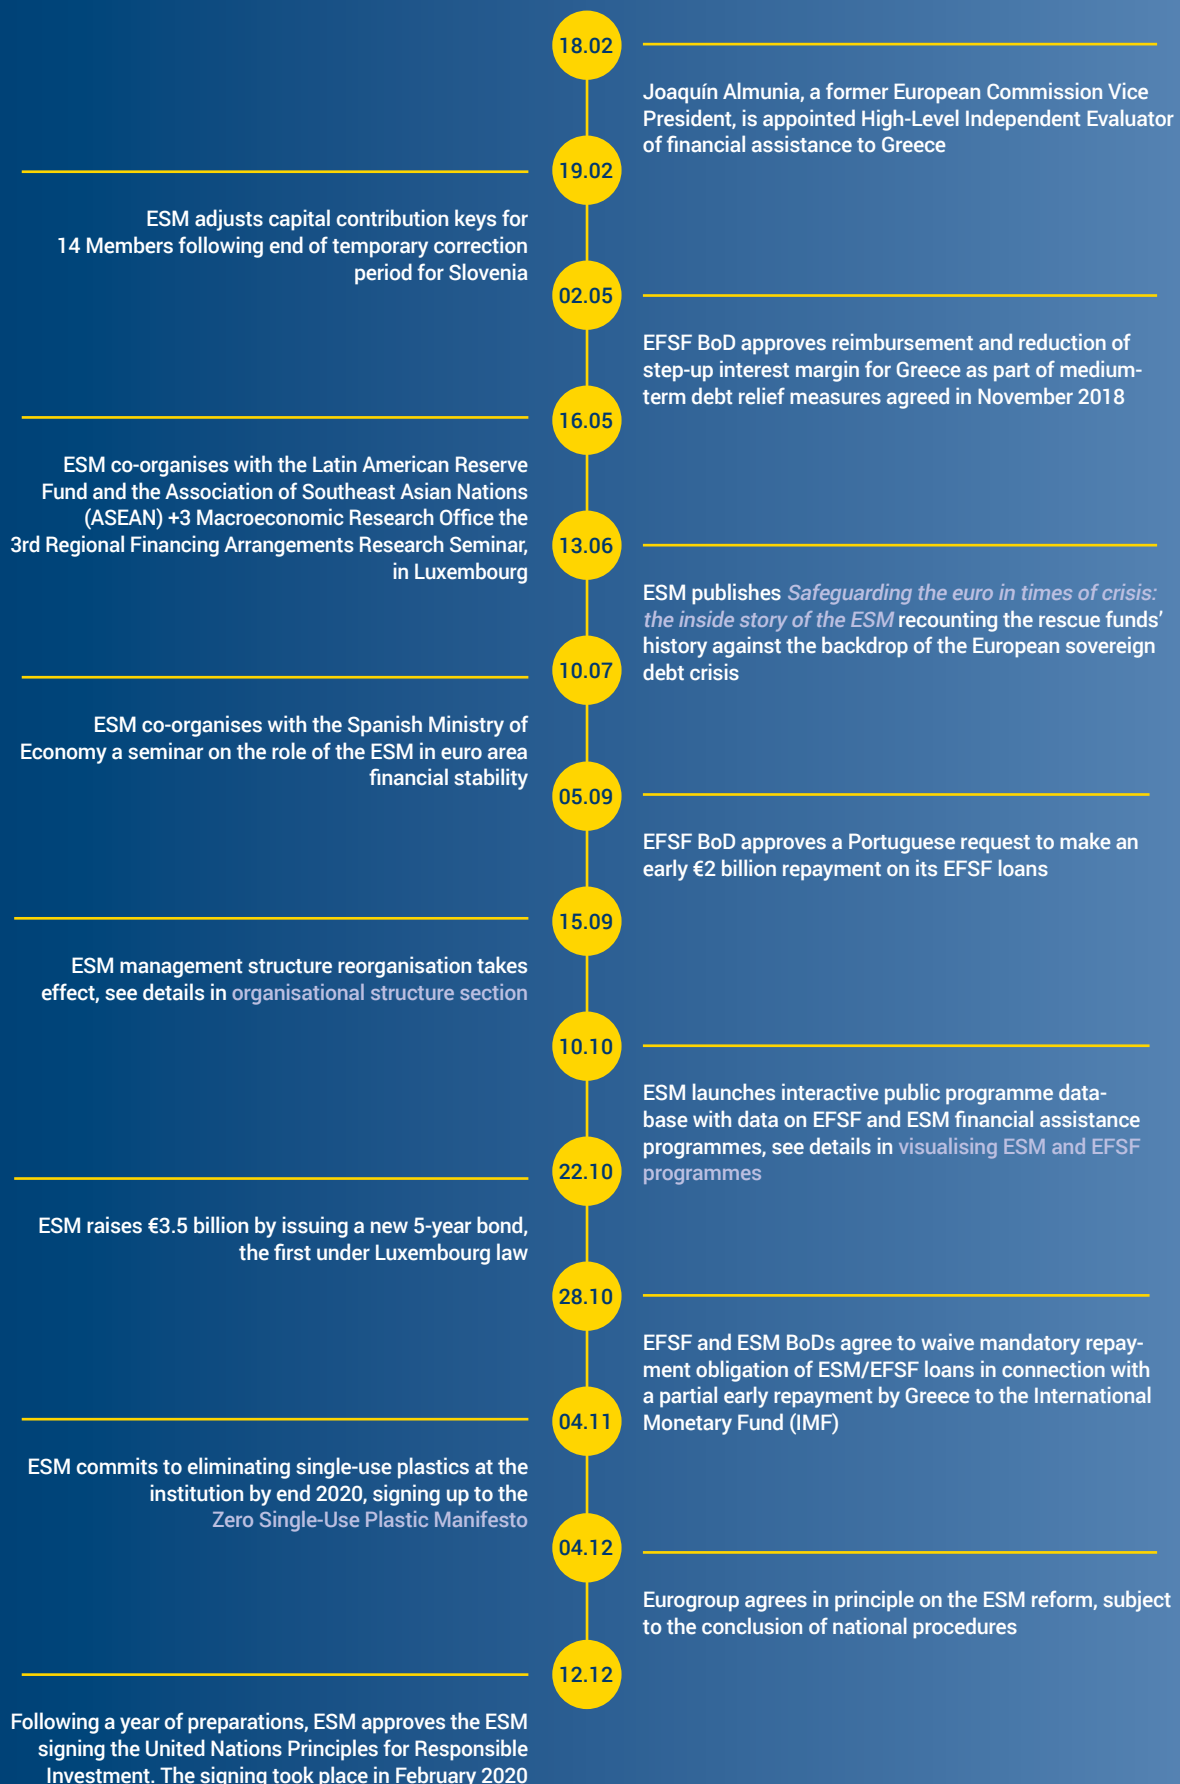 18.02
Joaquín Almunia, a former European Commission Vice
President, is appointed High-Level Independent Evaluator
of financial assistance to Greece
19.02
ESM adjusts capital contribution keys for
14 Members following end of temporary correction
period for Slovenia
02.05
EFSF BoD approves reimbursement and reduction of
step-up interest margin for Greece as part of medium-
term debt relief measures agreed in November 2018
16.05
ESM co-organises with the Latin American Reserve
Fund and the Association of Southeast Asian Nations
(ASEAN) +3 Macroeconomic Research Office the
3rd Regional Financing Arrangements Research Seminar,
in Luxembourg
13.06
ESM publishes Safeguarding the euro in times of crisis:
the inside story of the ESM recounting the rescue funds’
history against the backdrop of the European sovereign
debt crisis
10.07
ESM co-organises with the Spanish Ministry of
Economy a seminar on the role of the ESM in euro area
financial stability
05.09
EFSF BoD approves a Portuguese request to make an
early €2 billion repayment on its EFSF loans
15.09
ESM management structure reorganisation takes
effect, see details in organisational structure section
10.10
ESM launches interactive public programme data-
base with data on EFSF and ESM financial assistance
programmes, see details in visualising ESM and EFSF
programmes
22.10
ESM raises €3.5 billion by issuing a new 5-year bond,
the first under Luxembourg law
28.10
EFSF and ESM BoDs agree to waive mandatory repay-
ment obligation of ESM/EFSF loans in connection with
a partial early repayment by Greece to the International
Monetary Fund (IMF)
04.11
ESM commits to eliminating single-use plastics at the
institution by end 2020, signing up to the
Zero Single-Use Plastic Manifesto
04.12
Eurogroup agrees in principle on the ESM reform, subject
to the conclusion of national procedures
12.12
Following a year of preparations, ESM approves the ESM
signing the United Nations Principles for Responsible
Investment. The signing took place in February 2020